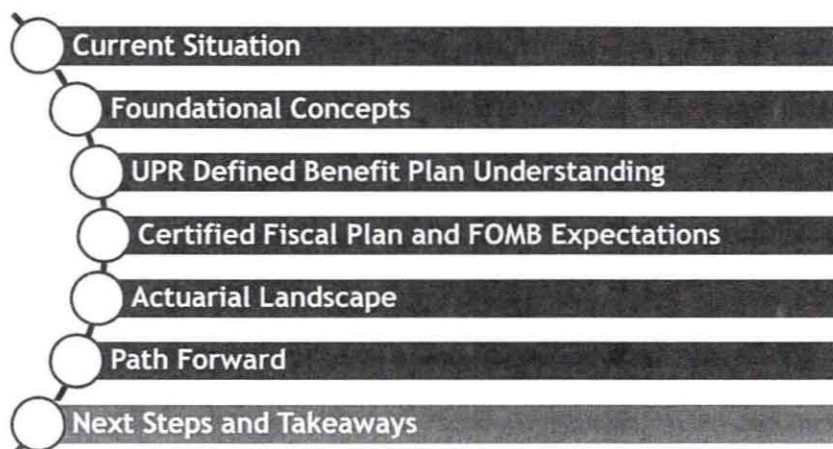 Current Situation
Foundational Concepts
UPR Defined Benefit Plan Understanding
Certified Fiscal Plan and FOMB Expectations
Actuarial Landscape
Path Forward
Next Steps and Takeaways